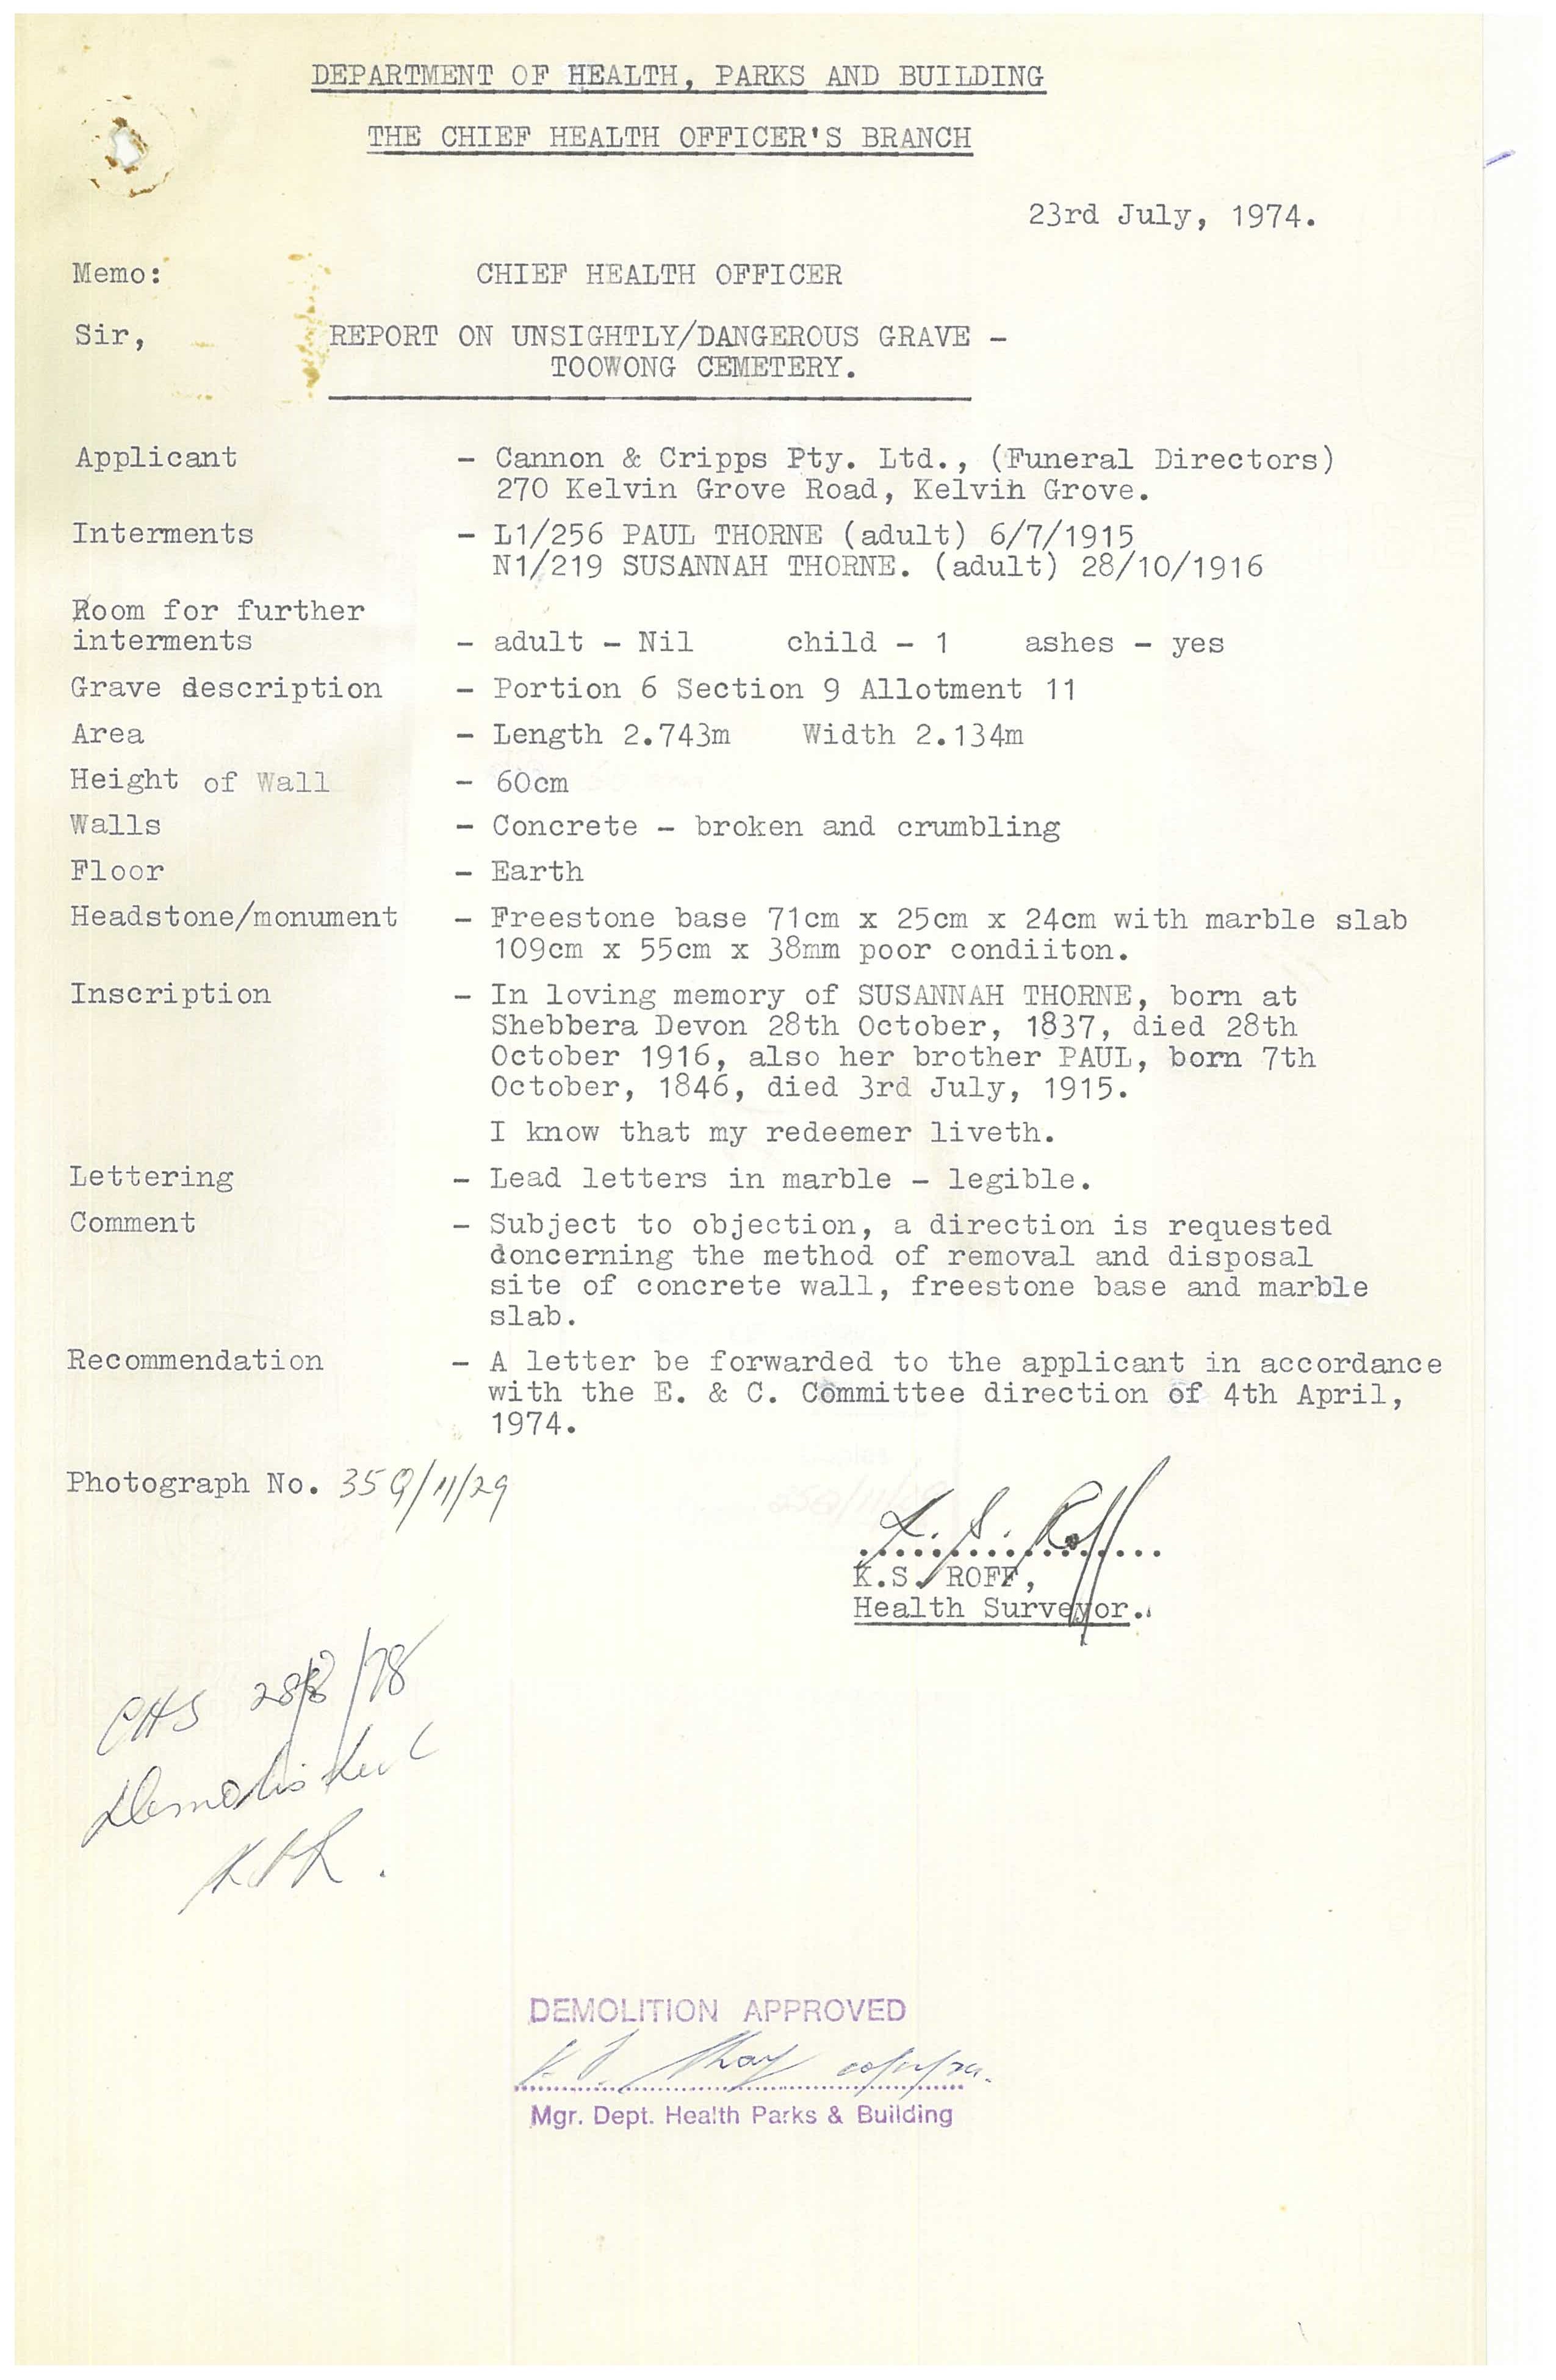 DEPARTMENT OF HEALTH, PARKS AND BUILDING
THE CHIEF HEALTH OFFICER'S BRANCH
23rd July, 1974.
Memo: CHIEF HEALTH OFFICER
Sir, REPORT ON UNSIGHTLY/DANGEROUS GRAVE –
TOOWONG CEMETERY.
Applicant – Cannon & Cripps Pty. Ltd., (Funeral Directors)
270 Kelvin Grove Road, Kelvin Grove.
Interments – L1/256 PAUL THORNE (adult) 6/7/1915
N1/219 SUSANNAH THORNE. (adult) 28/10/1916
Room for further
interments – adult – Nil child – 1 ashes – yes
Grave description – Portion 6 Section 9 Allotment 11
Area – Length 2.743m Width 2.134m
Height of Wall – 60cm
Walls – Concrete – broken and crumbling
Floor – Earth
Headstone/monument – Freestone base 71cm x 25cm x 24cm with marble slab
109cm x 55cm x 38mm poor condiiton.
Inscription – In loving memory of SUSANNAH THORNE, born at
Shebbera Devon 28th October, 1837, died 28th
October 1916, also her brother PAUL, born 7th
October, 1846, died 3rd July, 1915.
I know that my redeemer liveth.
Lettering – Lead letters in marble – legible.
Comment – Subject to objection, a direction is requested
doncerning the method of removal and disposal
site of concrete wall, freestone base and marble
slab.
Recommendation – A letter be forwarded to the applicant in accordance
with the E. & C. Committee direction of 4th April,
1974.
Photograph No. 35Q/11/29
K. S. Roff
K.S. ROFF,
Health Surveyor.
CHS 28/8/78
Demolished
KSR.
DEMOLITION APPROVED
Mgr. Dept. Health Parks & Building